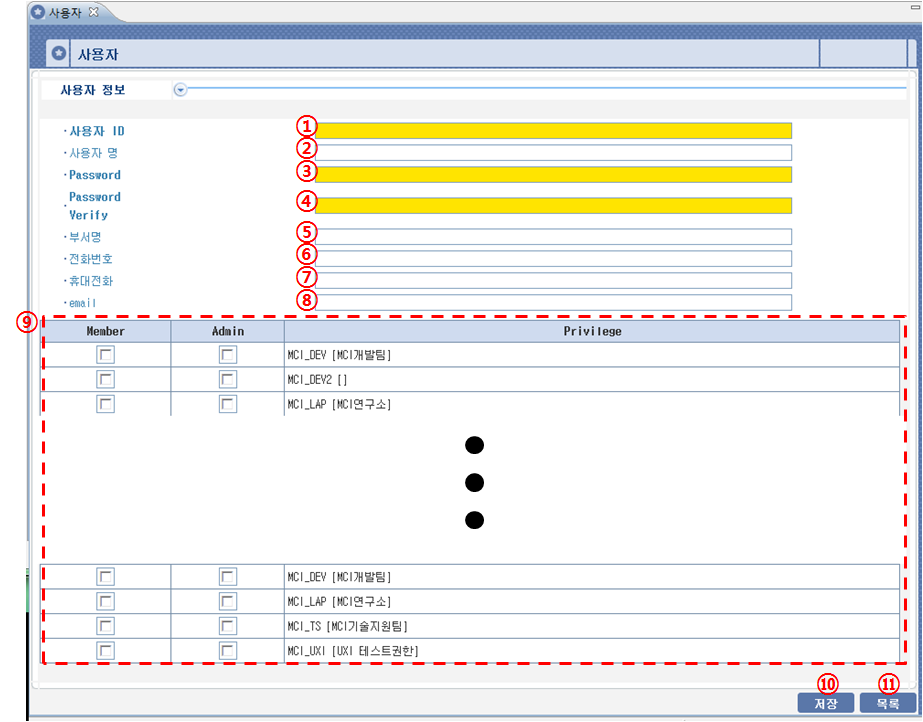 사용자
사용자
사용자 정보
·사용자 ID ①
·사용자 명 ②
·Password ③
·Password
Verify ④
·부서명 ⑤
·전화번호 ⑥
·휴대전화 ⑦
·email ⑧
⑨
Member Admin Privilege
MCI_DEV [MCI개발팀]
MCI_DEV2 []
MCI_LAP [MCI연구소]
MCI_DEV [MCI개발팀]
MCI_LAP [MCI연구소]
MCI_TS [MCI기술지원팀]
MCI_UXI [UXI 테스트권한]
⑩ ⑪
저장 목록